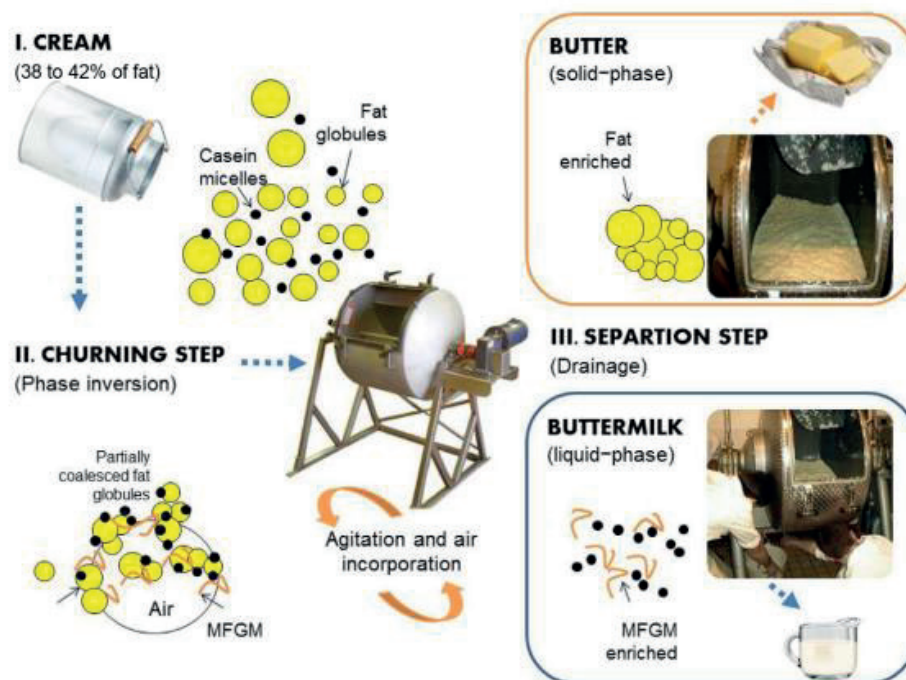 I. CREAM
(38 to 42% of fat)
Fat
globules
Casein
micelles
II. CHURNING STEP
(Phase inversion)
Partially
coalesced fat
globules
Air
MFGM
Agitation and air
incorporation
BUTTER
(solid-phase)
Fat
enriched
III. SEPARTION STEP
(Drainage)
BUTTERMILK
(liquid-phase)
MFGM
enriched